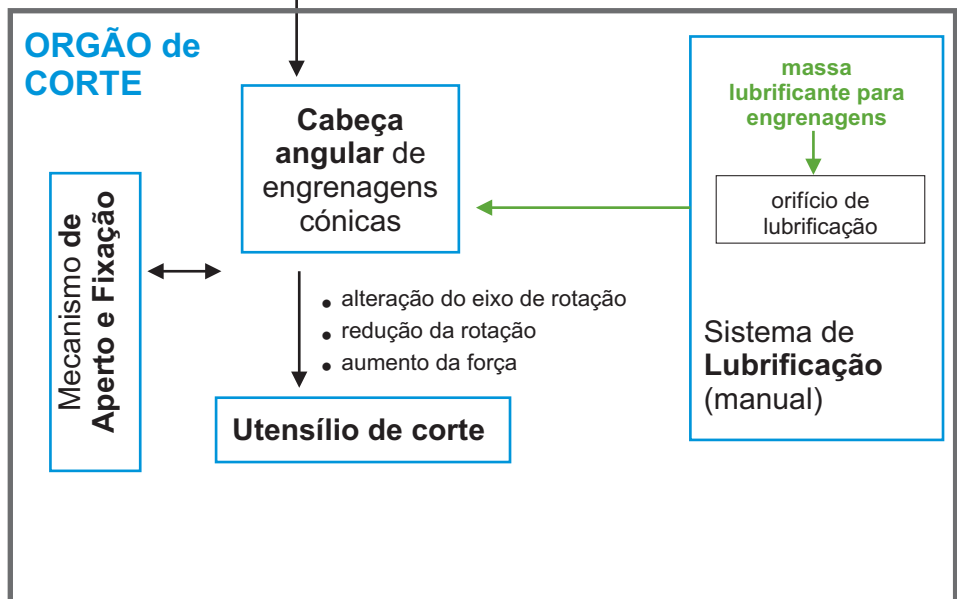 ORGÃO de
CORTE
Cabeça
angular de
engrenagens
cónicas
massa
lubrificante para
engrenagens
orifício de
lubrificação
Mecanismo de
Aperto e Fixação
• alteração do eixo de rotação
• redução da rotação
• aumento da força
Sistema de
Lubrificação
(manual)
Utensílio de corte